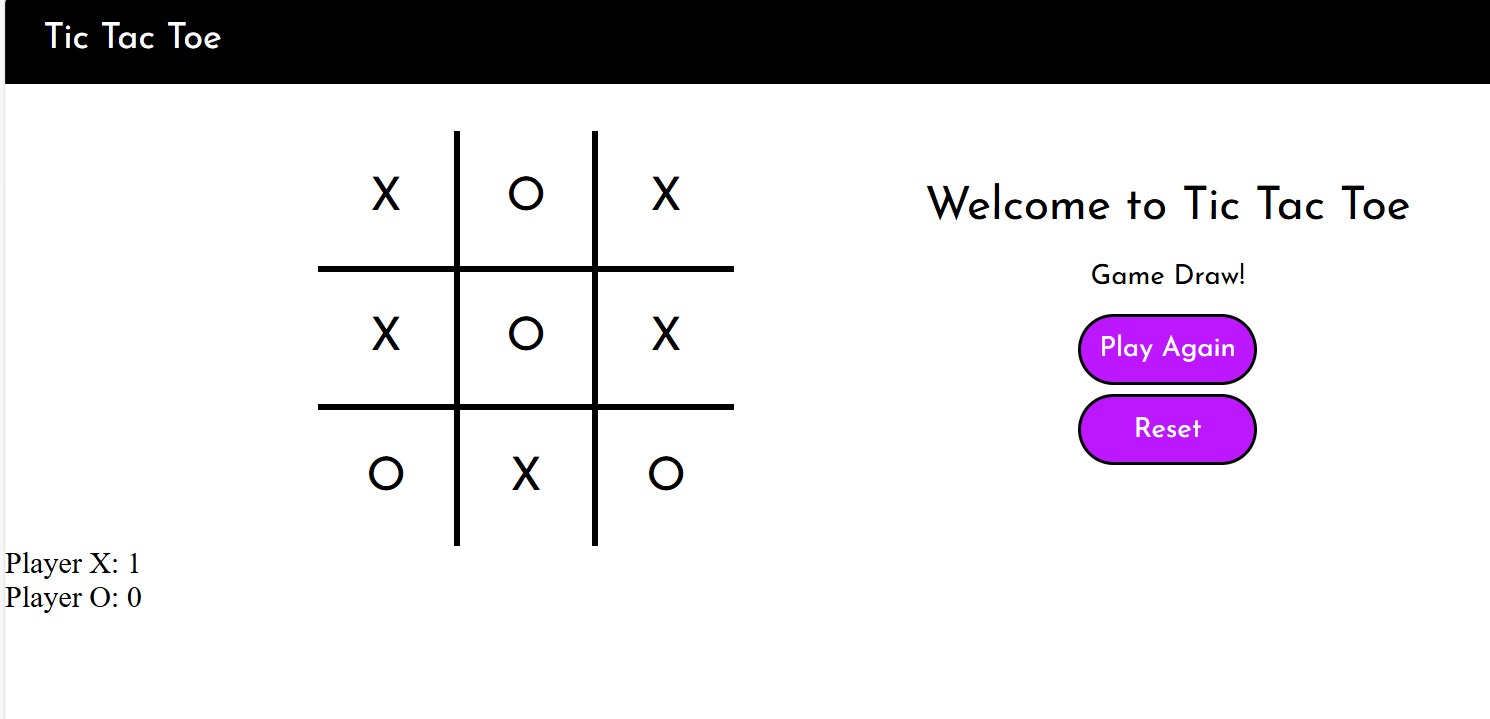 Tic Tac Toe
X O X
X O X
O X O
Welcome to Tic Tac Toe
Game Draw!
Play Again
Reset
Player X: 1
Player O: 0